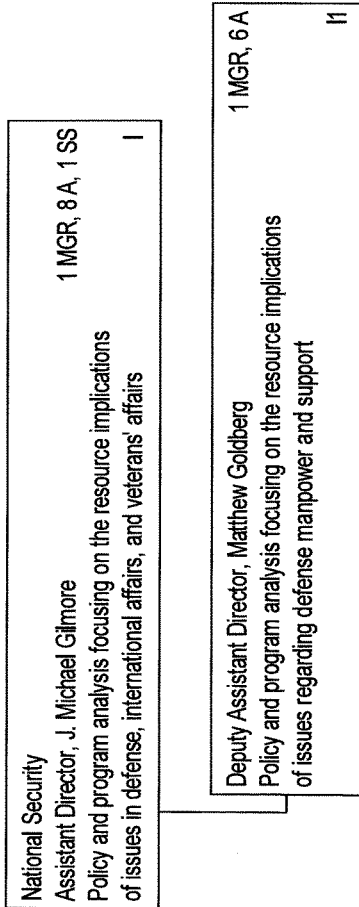 National Security
Assistant Director, J. Michael Gilmore 1 MGR, 8 A, 1 SS
Policy and program analysis focusing on the resource implications
of issues in defense, international affairs, and veterans' affairs I
Deputy Assistant Director, Matthew Goldberg 1 MGR, 6 A
Policy and program analysis focusing on the resource implications
of issues regarding defense manpower and support
I1